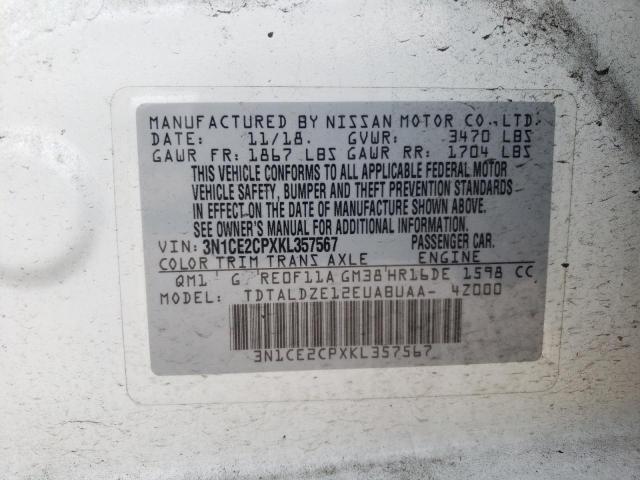 MANUFACTURED BY NISSAN MOTOR CO., LTD.
DATE: 11/18. GVWR: 3470 LBS
GAWR FR: 1867 LBS GAWR RR: 1704 LBS
THIS VEHICLE CONFORMS TO ALL APPLICABLE FEDERAL MOTOR
VEHICLE SAFETY, BUMPER AND THEFT PREVENTION STANDARDS
IN EFFECT ON THE DATE OF MANUFACTURE SHOWN ABOVE.
SEE OWNER'S MANUAL FOR ADDITIONAL INFORMATION.
VIN: 3N1CE2CPXKL357567 PASSENGER CAR.
COLOR TRIM TRANS AXLE ENGINE
QM1 G RE0F11A GM38 HR16DE 1598 CC
MODEL: TDTALDZE12EUABUAA- 4Z000
3N1CE2CPXKL357567